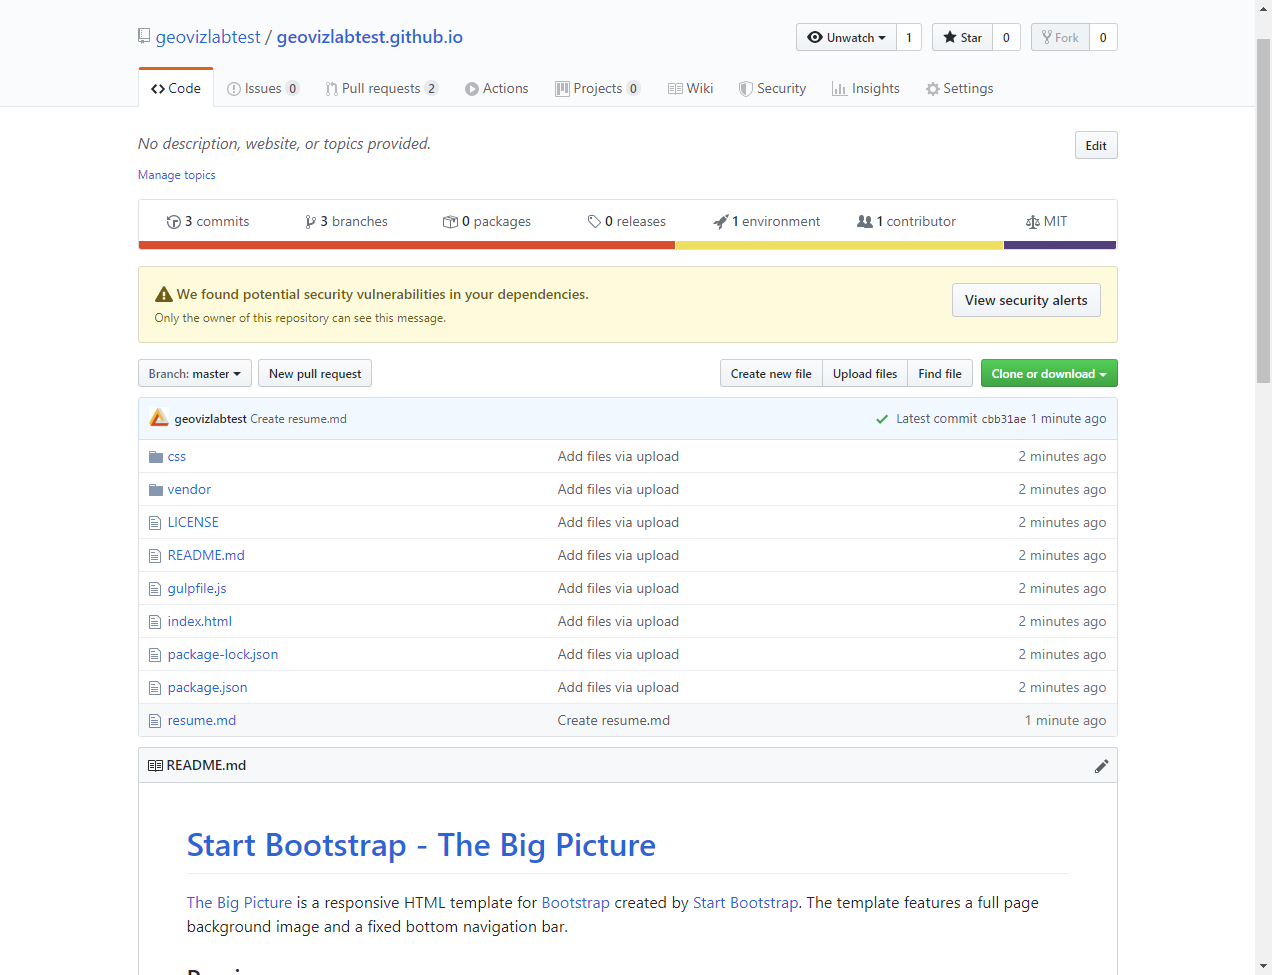 geovizlabtest / geovizlabtest.github.io Unwatch 1 Star 0 Fork 0
Code Issues 0 Pull requests 2 Actions Projects 0 Wiki Security Insights Settings
No description, website, or topics provided. Edit
Manage topics
3 commits 3 branches 0 packages 0 releases 1 environment 1 contributor MIT
We found potential security vulnerabilities in your dependencies.
Only the owner of this repository can see this message.
View security alerts
Branch: master New pull request Create new file Upload files Find file Clone or download
geovizlabtest Create resume.md Latest commit cbb31ae 1 minute ago
css Add files via upload 2 minutes ago
vendor Add files via upload 2 minutes ago
LICENSE Add files via upload 2 minutes ago
README.md Add files via upload 2 minutes ago
gulpfile.js Add files via upload 2 minutes ago
index.html Add files via upload 2 minutes ago
package-lock.json Add files via upload 2 minutes ago
package.json Add files via upload 2 minutes ago
resume.md Create resume.md 1 minute ago
README.md
Start Bootstrap - The Big Picture
The Big Picture is a responsive HTML template for Bootstrap created by Start Bootstrap. The template features a full page
background image and a fixed bottom navigation bar.